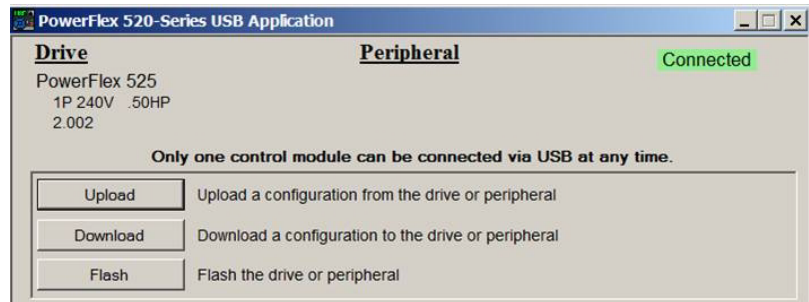 PowerFlex 520-Series USB Application
Drive Peripheral Connected
PowerFlex 525
1P 240V .50HP
2.002
Only one control module can be connected via USB at any time.
Upload Upload a configuration from the drive or peripheral
Download Download a configuration to the drive or peripheral
Flash Flash the drive or peripheral